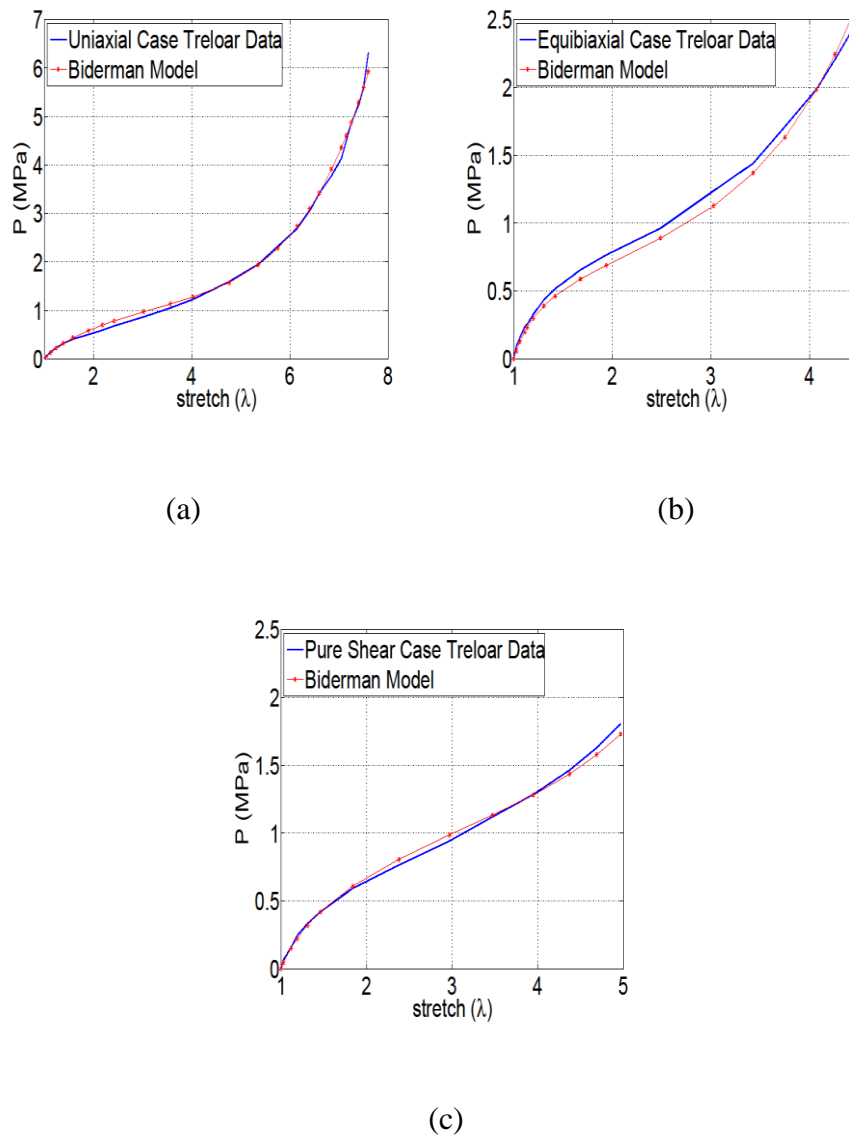 7
6
5
4
3
2
1
0
P (MPa)
Uniaxial Case Treloar Data
Biderman Model
2 4 6 8
stretch (λ)
(a)
2.5
2
1.5
1
0.5
0
P (MPa)
Equibiaxial Case Treloar Data
Biderman Model
1 2 3 4
stretch (λ)
(b)
2.5
2
1.5
1
0.5
0
P (MPa)
Pure Shear Case Treloar Data
Biderman Model
1 2 3 4 5
stretch (λ)
(c)